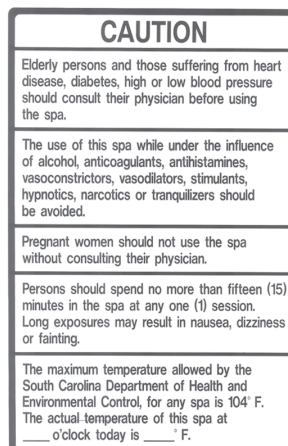 CAUTION
Elderly persons and those suffering from heart
disease, diabetes, high or low blood pressure
should consult their physician before using
the spa.
The use of this spa while under the influence
of alcohol, anticoagulants, antihistamines,
vasoconstrictors, vasodilators, stimulants,
hypnotics, narcotics or tranquilizers should
be avoided.
Pregnant women should not use the spa
without consulting their physician.
Persons should spend no more than fifteen (15)
minutes in the spa at any one (1) session.
Long exposures may result in nausea, dizziness
or fainting.
The maximum temperature allowed by the
South Carolina Department of Health and
Environmental Control, for any spa is 104° F.
The actual temperature of this spa at
____ o'clock today is ____° F.